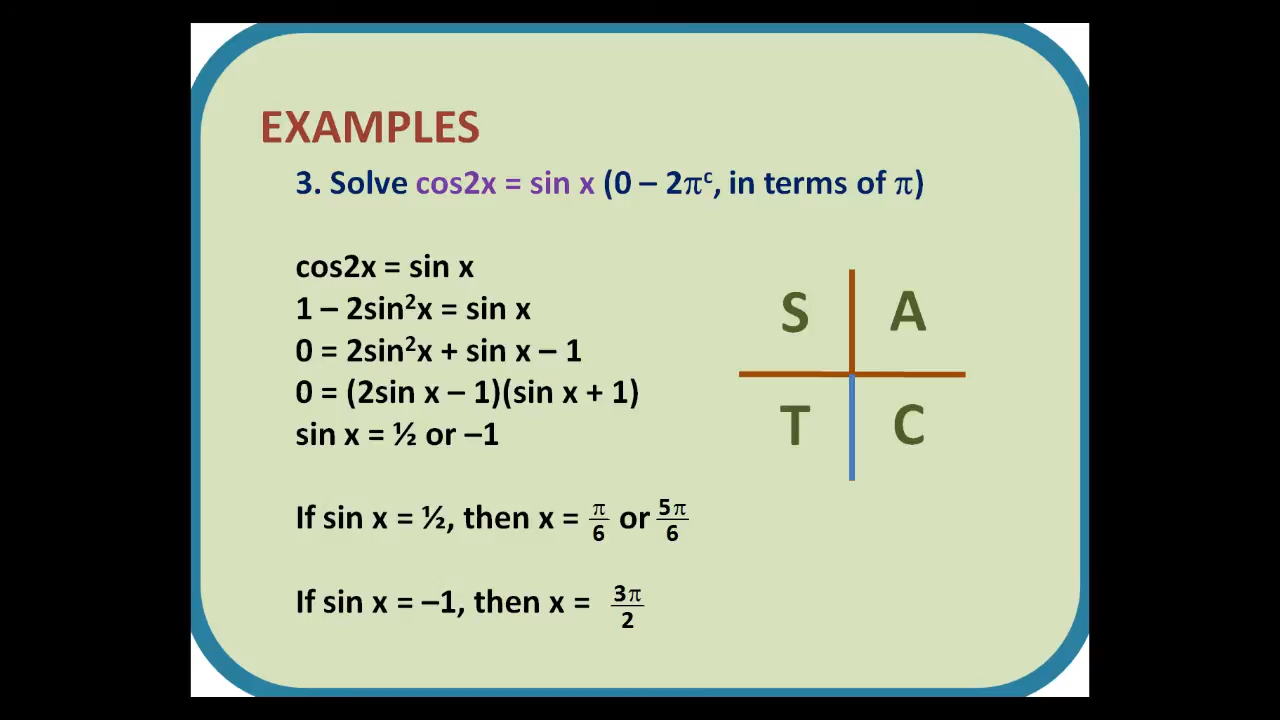 EXAMPLES
3. Solve cos2x = sin x (0 – 2πᶜ, in terms of π)
cos2x = sin x
1 – 2sin²x = sin x
0 = 2sin²x + sin x – 1
0 = (2sin x – 1)(sin x + 1)
sin x = ½ or –1
If sin x = ½, then x = π/6 or 5π/6
If sin x = –1, then x = 3π/2
S A
T C